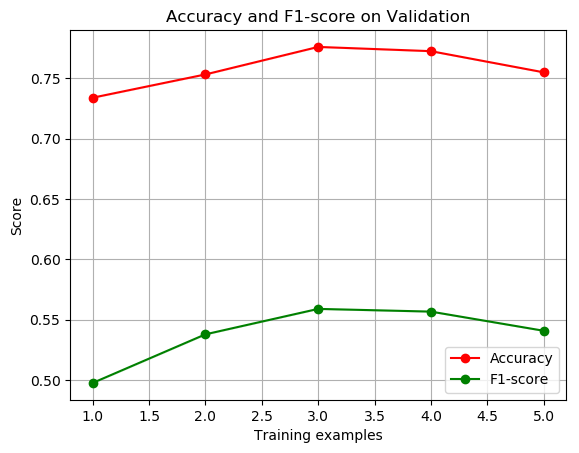 Accuracy and F1-score on Validation
Score
0.75
0.70
0.65
0.60
0.55
0.50
Accuracy
F1-score
1.0 1.5 2.0 2.5 3.0 3.5 4.0 4.5 5.0
Training examples